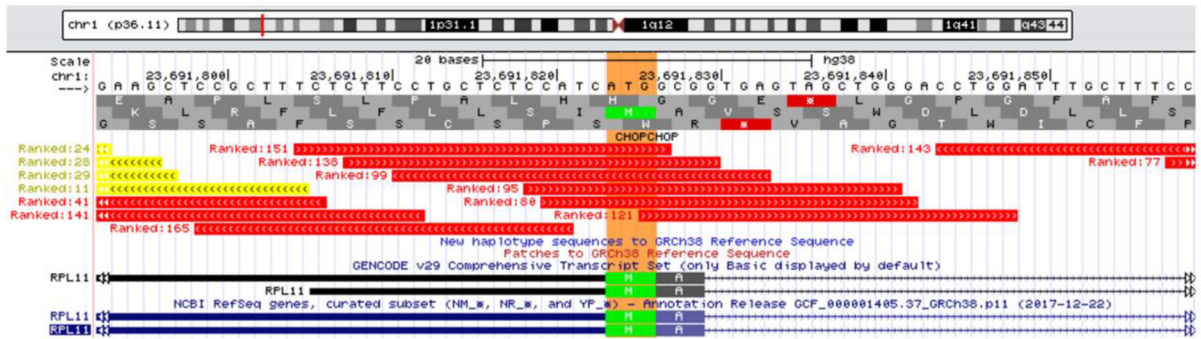 chr1 (p36.11) 1p31.1 1q12 1q41 q43 44
Scale 20 bases hg38
chr1: 23,691,800| 23,691,810| 23,691,820| 23,691,830| 23,691,840| 23,691,850|
---> G A A G C T C C G C T T T C T C T T C C T G C T C T C C A T C A T G G C G G T G A G T A G C T G G G A C C T G G A T T T G C T T T C C
E A P L S L P A L H H G G E * L G P G F A F S
K L R F L F L L S I M A V S S W D L D L L S
G S S A F S S C S P S W R * V A G T W I C F P
CHOPCHOP
Ranked:24 Ranked:151 Ranked:143
Ranked:28 Ranked:138 Ranked:77
Ranked:29 Ranked:99
Ranked:11 Ranked:95
Ranked:41 Ranked:80
Ranked:141 Ranked:121
Ranked:165
New haplotype sequences to GRCh38 Reference Sequence
Patches to GRCh38 Reference Sequence
GENCODE v29 Comprehensive Transcript Set (only Basic displayed by default)
RPL11 M A
RPL11 M A
NCBI RefSeq genes, curated subset (NM_*, NR_*, and YP_*) - Annotation Release GCF_000001405.37_GRCh38.p11 (2017-12-22)
RPL11 M A
RPL11 M A